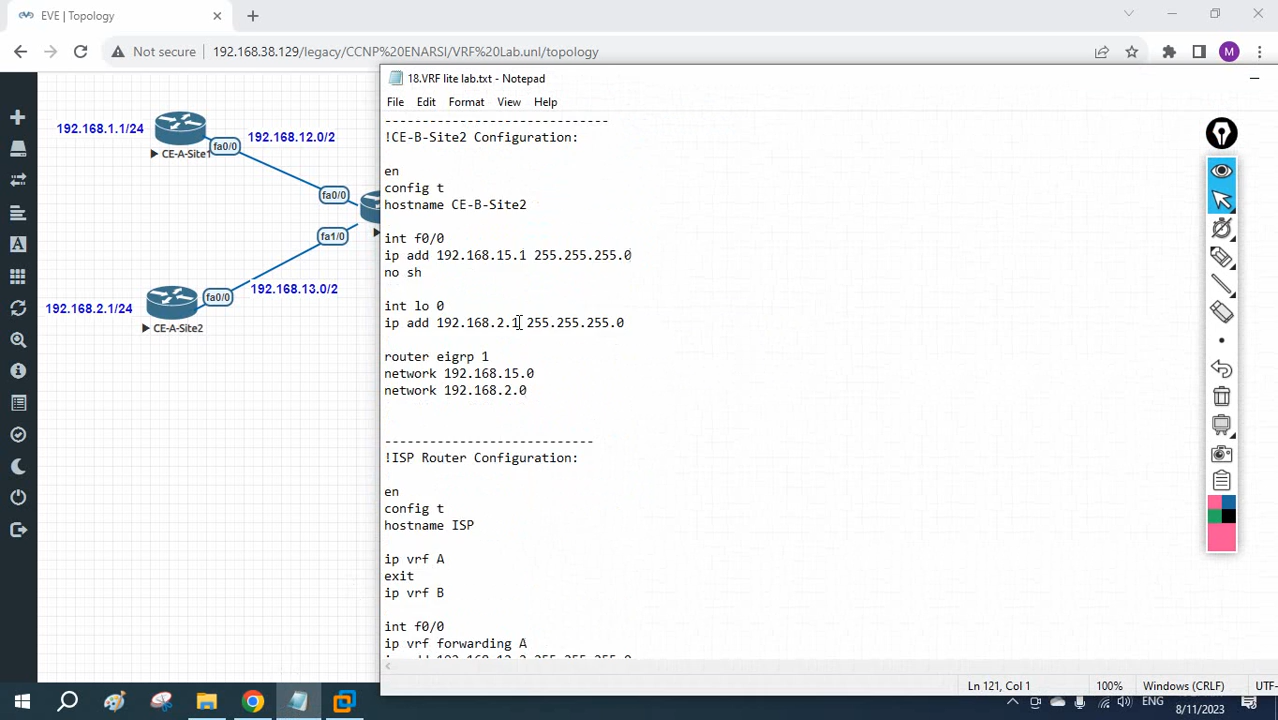 EVE | Topology
Not secure
192.168.38.129/legacy/CCNP%20ENARSI/VRF%20Lab.unl/topology
M
18.VRF lite lab.txt - Notepad
File Edit Format View Help
192.168.1.1/24
192.168.12.0/2
fa0/0
CE-A-Site1
fa0/0
fa1/0
192.168.13.0/2
fa0/0
192.168.2.1/24
CE-A-Site2
-----------------------------
!CE-B-Site2 Configuration:
en
config t
hostname CE-B-Site2
int f0/0
ip add 192.168.15.1 255.255.255.0
no sh
int lo 0
ip add 192.168.2.1 255.255.255.0
router eigrp 1
network 192.168.15.0
network 192.168.2.0
----------------------------
!ISP Router Configuration:
en
config t
hostname ISP
ip vrf A
exit
ip vrf B
int f0/0
ip vrf forwarding A
Ln 121, Col 1
100%
Windows (CRLF)
UTF-
ENG
8/11/2023